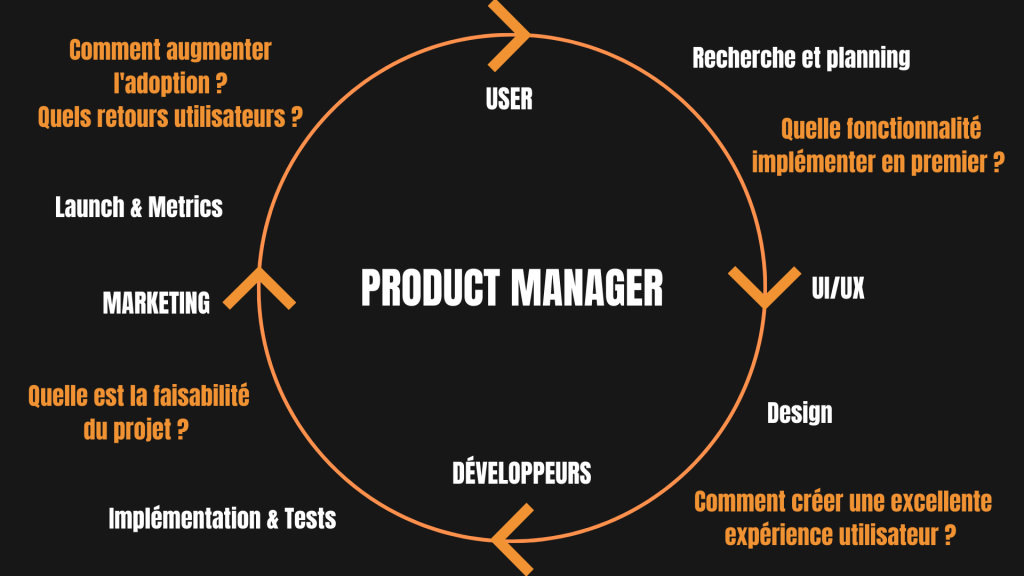 Comment augmenter
l'adoption ?
Quels retours utilisateurs ?
USER
Recherche et planning
Quelle fonctionnalité
implémenter en premier ?
Launch & Metrics
MARKETING
PRODUCT MANAGER
UI/UX
Quelle est la faisabilité
du projet ?
Design
DÉVELOPPEURS
Implémentation & Tests
Comment créer une excellente
expérience utilisateur ?